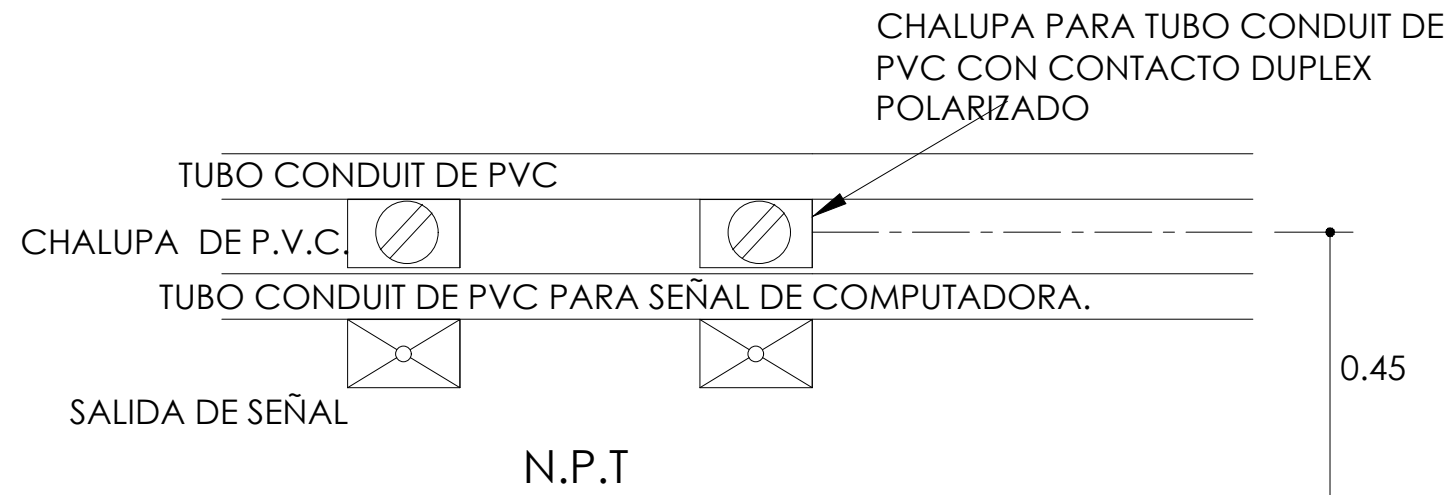 CHALUPA PARA TUBO CONDUIT DE
PVC CON CONTACTO DUPLEX
POLARIZADO
TUBO CONDUIT DE PVC
CHALUPA DE P.V.C.
TUBO CONDUIT DE PVC PARA SEÑAL DE COMPUTADORA.
0.45
SALIDA DE SEÑAL
N.P.T